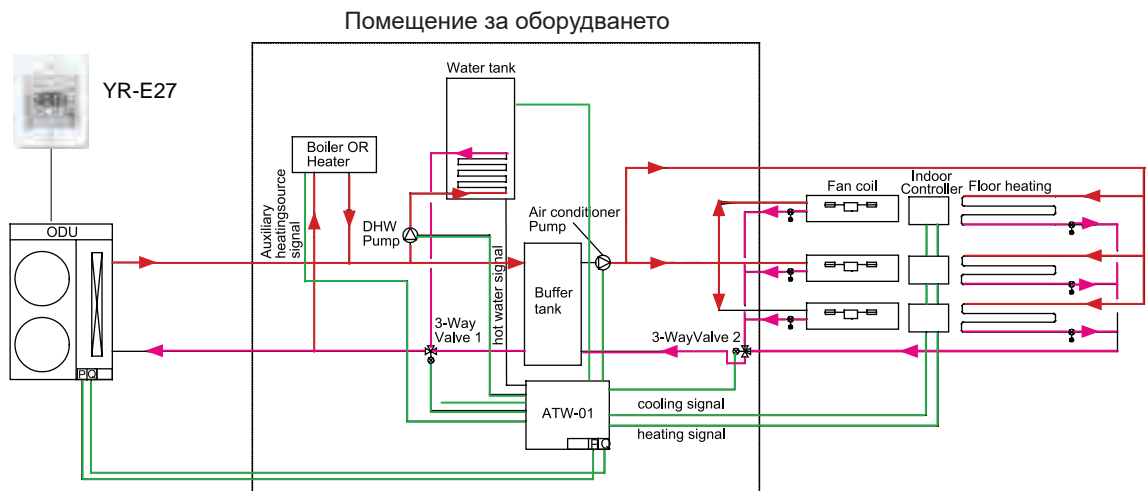 Помещение за оборудването
YR-E27
Water tank
Boiler OR
Heater
Auxiliary
heatingsource
signal
DHW
Pump
Air conditioner
Pump
Fan coil
Indoor
Controller
Floor heating
ODU
hot water signal
Buffer
tank
3-Way
Valve 1
3-WayValve 2
P Q
ATW-01
cooling signal
heating signal
P Q